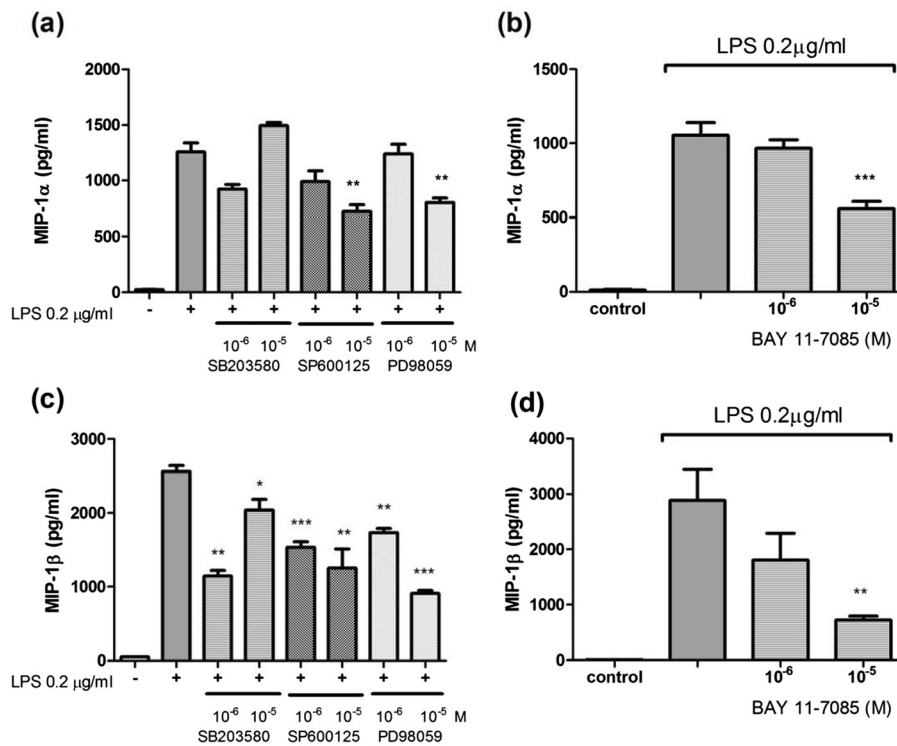 (a)
MIP-1α (pg/ml)
2000
1500
1000
500
0
LPS 0.2 μg/ml - + + + + + + +
10-6 10-5 10-6 10-5 10-6 10-5 M
SB203580 SP600125 PD98059
** **
(b)
LPS 0.2μg/ml
MIP-1α (pg/ml)
1500
1000
500
0
***
control 10-6 10-5
BAY 11-7085 (M)
(c)
MIP-1β (pg/ml)
3000
2000
1000
0
** * *** ** ** ***
LPS 0.2 μg/ml - + + + + + + +
10-6 10-5 10-6 10-5 10-6 10-5 M
SB203580 SP600125 PD98059
(d)
LPS 0.2μg/ml
MIP-1β (pg/ml)
4000
3000
2000
1000
0
**
control 10-6 10-5
BAY 11-7085 (M)